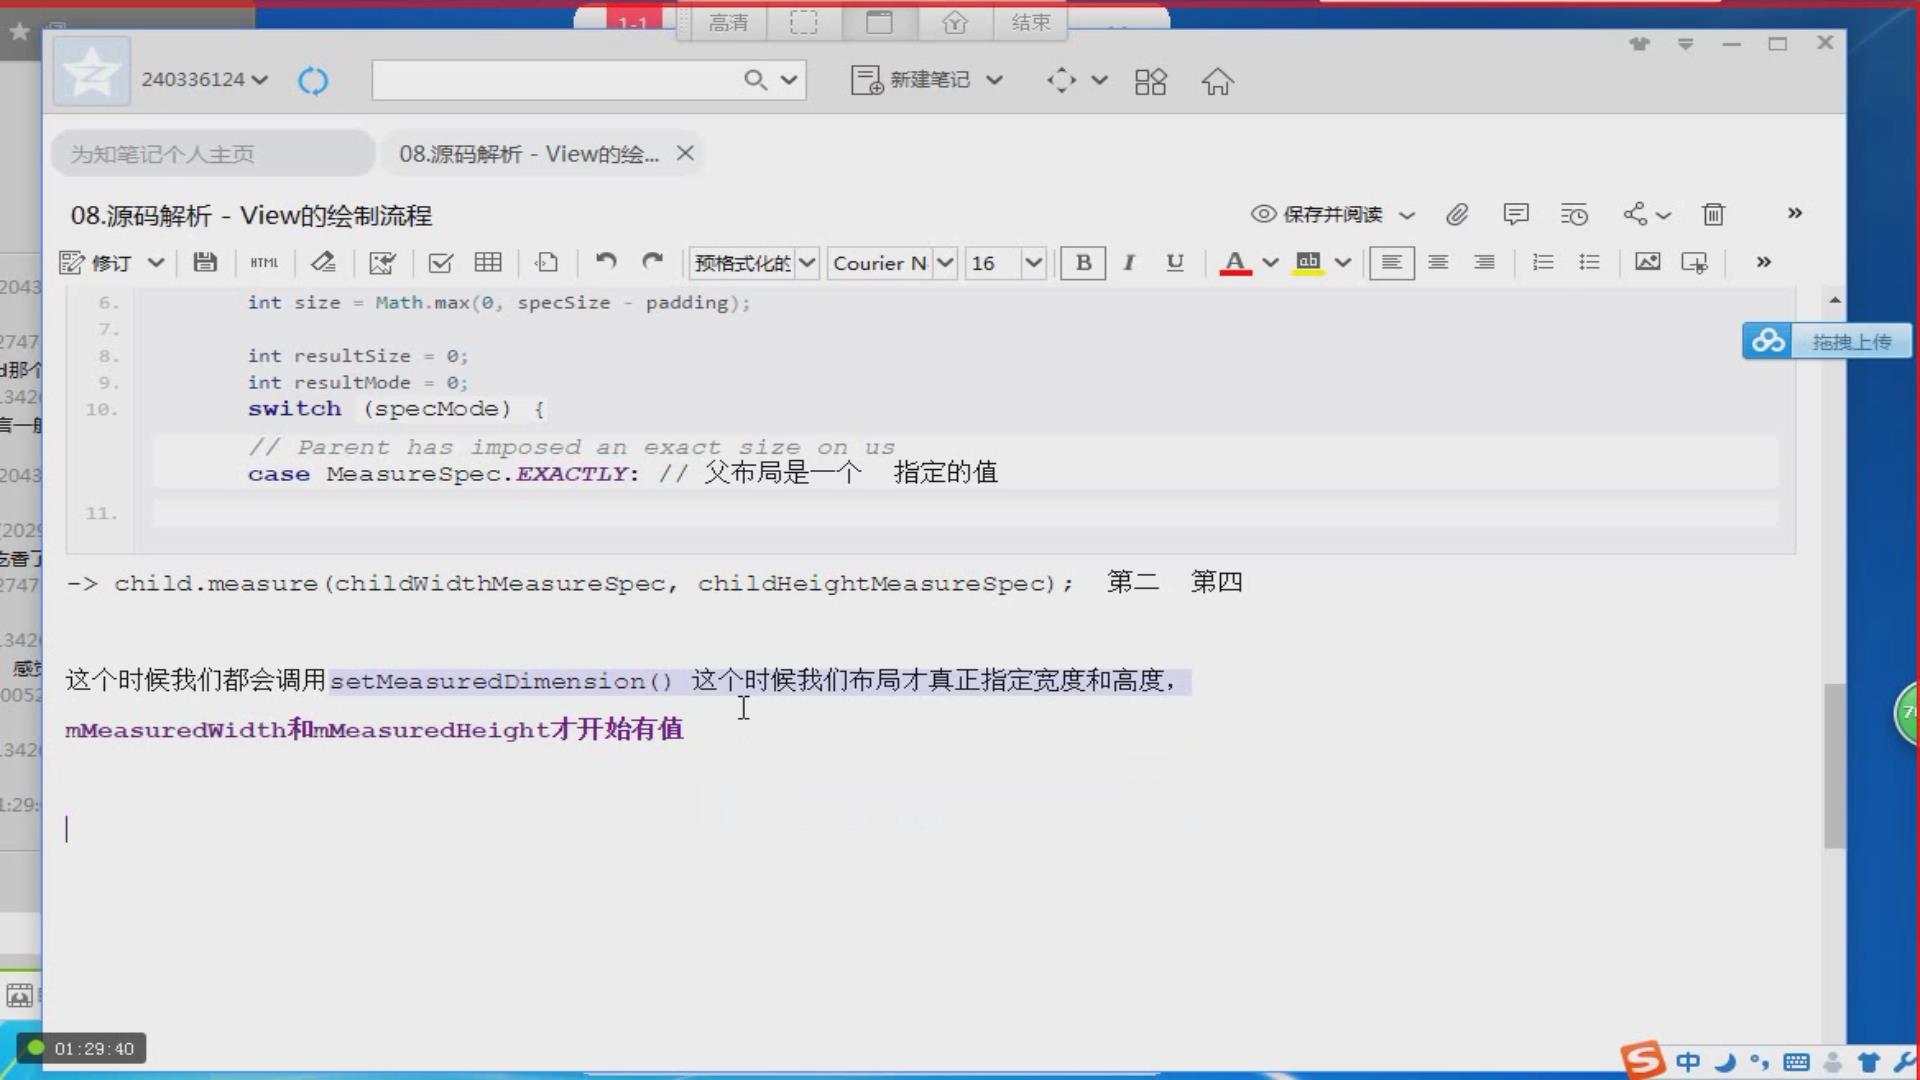 1-1
高清
结束
240336124
新建笔记
为知笔记个人主页
08.源码解析 - View的绘...
08.源码解析 - View的绘制流程
保存并阅读
修订
HTML
预格式化的
Courier N
16
B I U A ab
6. int size = Math.max(0, specSize - padding);
7.
8. int resultSize = 0;
9. int resultMode = 0;
10. switch (specMode) {
// Parent has imposed an exact size on us
case MeasureSpec.EXACTLY: // 父布局是一个 指定的值
11.
-> child.measure(childWidthMeasureSpec, childHeightMeasureSpec); 第二 第四
这个时候我们都会调用setMeasuredDimension() 这个时候我们布局才真正指定宽度和高度，
mMeasuredWidth和mMeasuredHeight才开始有值
拖拽上传
01:29:40
中